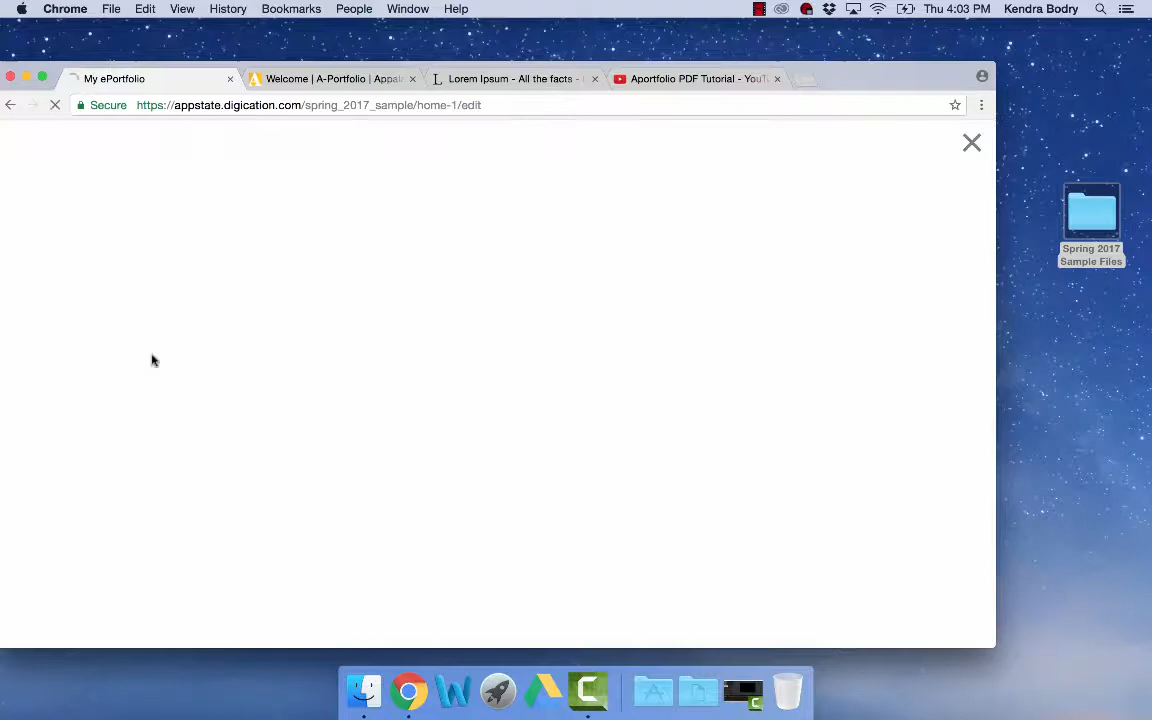 Chrome File Edit View History Bookmarks People Window Help Thu 4:03 PM Kendra Bodry
My ePortfolio Welcome | A-Portfolio | Appal Lorem Ipsum - All the facts - Aportfolio PDF Tutorial - YouTu
Secure https://appstate.digication.com/spring_2017_sample/home-1/edit
Spring 2017
Sample Files